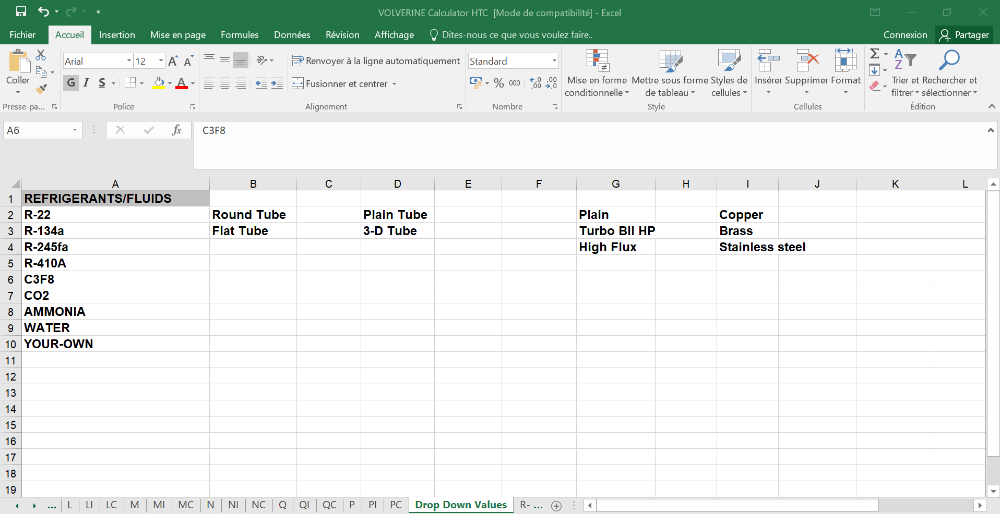 VOLVERINE Calculator HTC  [Mode de compatibilité] - Excel
Fichier Accueil Insertion Mise en page Formules Données Révision Affichage Dites-nous ce que vous voulez faire.. Connexion Partager
Coller
Presse-pa...
Arial 12
G I S
Police
Renvoyer à la ligne automatiquement
Fusionner et centrer
Alignement
Standard
% 000 ,0 ,00 ,00 ,0
Nombre
Mise en forme conditionnelle
Mettre sous forme de tableau
Styles de cellules
Style
Insérer Supprimer Format
Cellules
Trier et filtrer
Rechercher et sélectionner
Édition
A6 fx C3F8
A B C D E F G H I J K L
1 REFRIGERANTS/FLUIDS
2 R-22 Round Tube Plain Tube Plain Copper
3 R-134a Flat Tube 3-D Tube Turbo BII HP Brass
4 R-245fa High Flux Stainless steel
5 R-410A
6 C3F8
7 CO2
8 AMMONIA
9 WATER
10 YOUR-OWN
11
12
13
14
15
16
17
18
19
... L LI LC M MI MC N NI NC Q QI QC P PI PC Drop Down Values R- ...